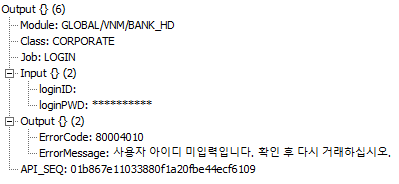 Output {} (6)
Module: GLOBAL/VNM/BANK_HD
Class: CORPORATE
Job: LOGIN
Input {} (2)
loginID:
loginPWD: **********
Output {} (2)
ErrorCode: 80004010
ErrorMessage: 사용자 아이디 미입력입니다. 확인 후 다시 거래하십시오.
API_SEQ: 01b867e11033880f1a20fbe44ecf6109